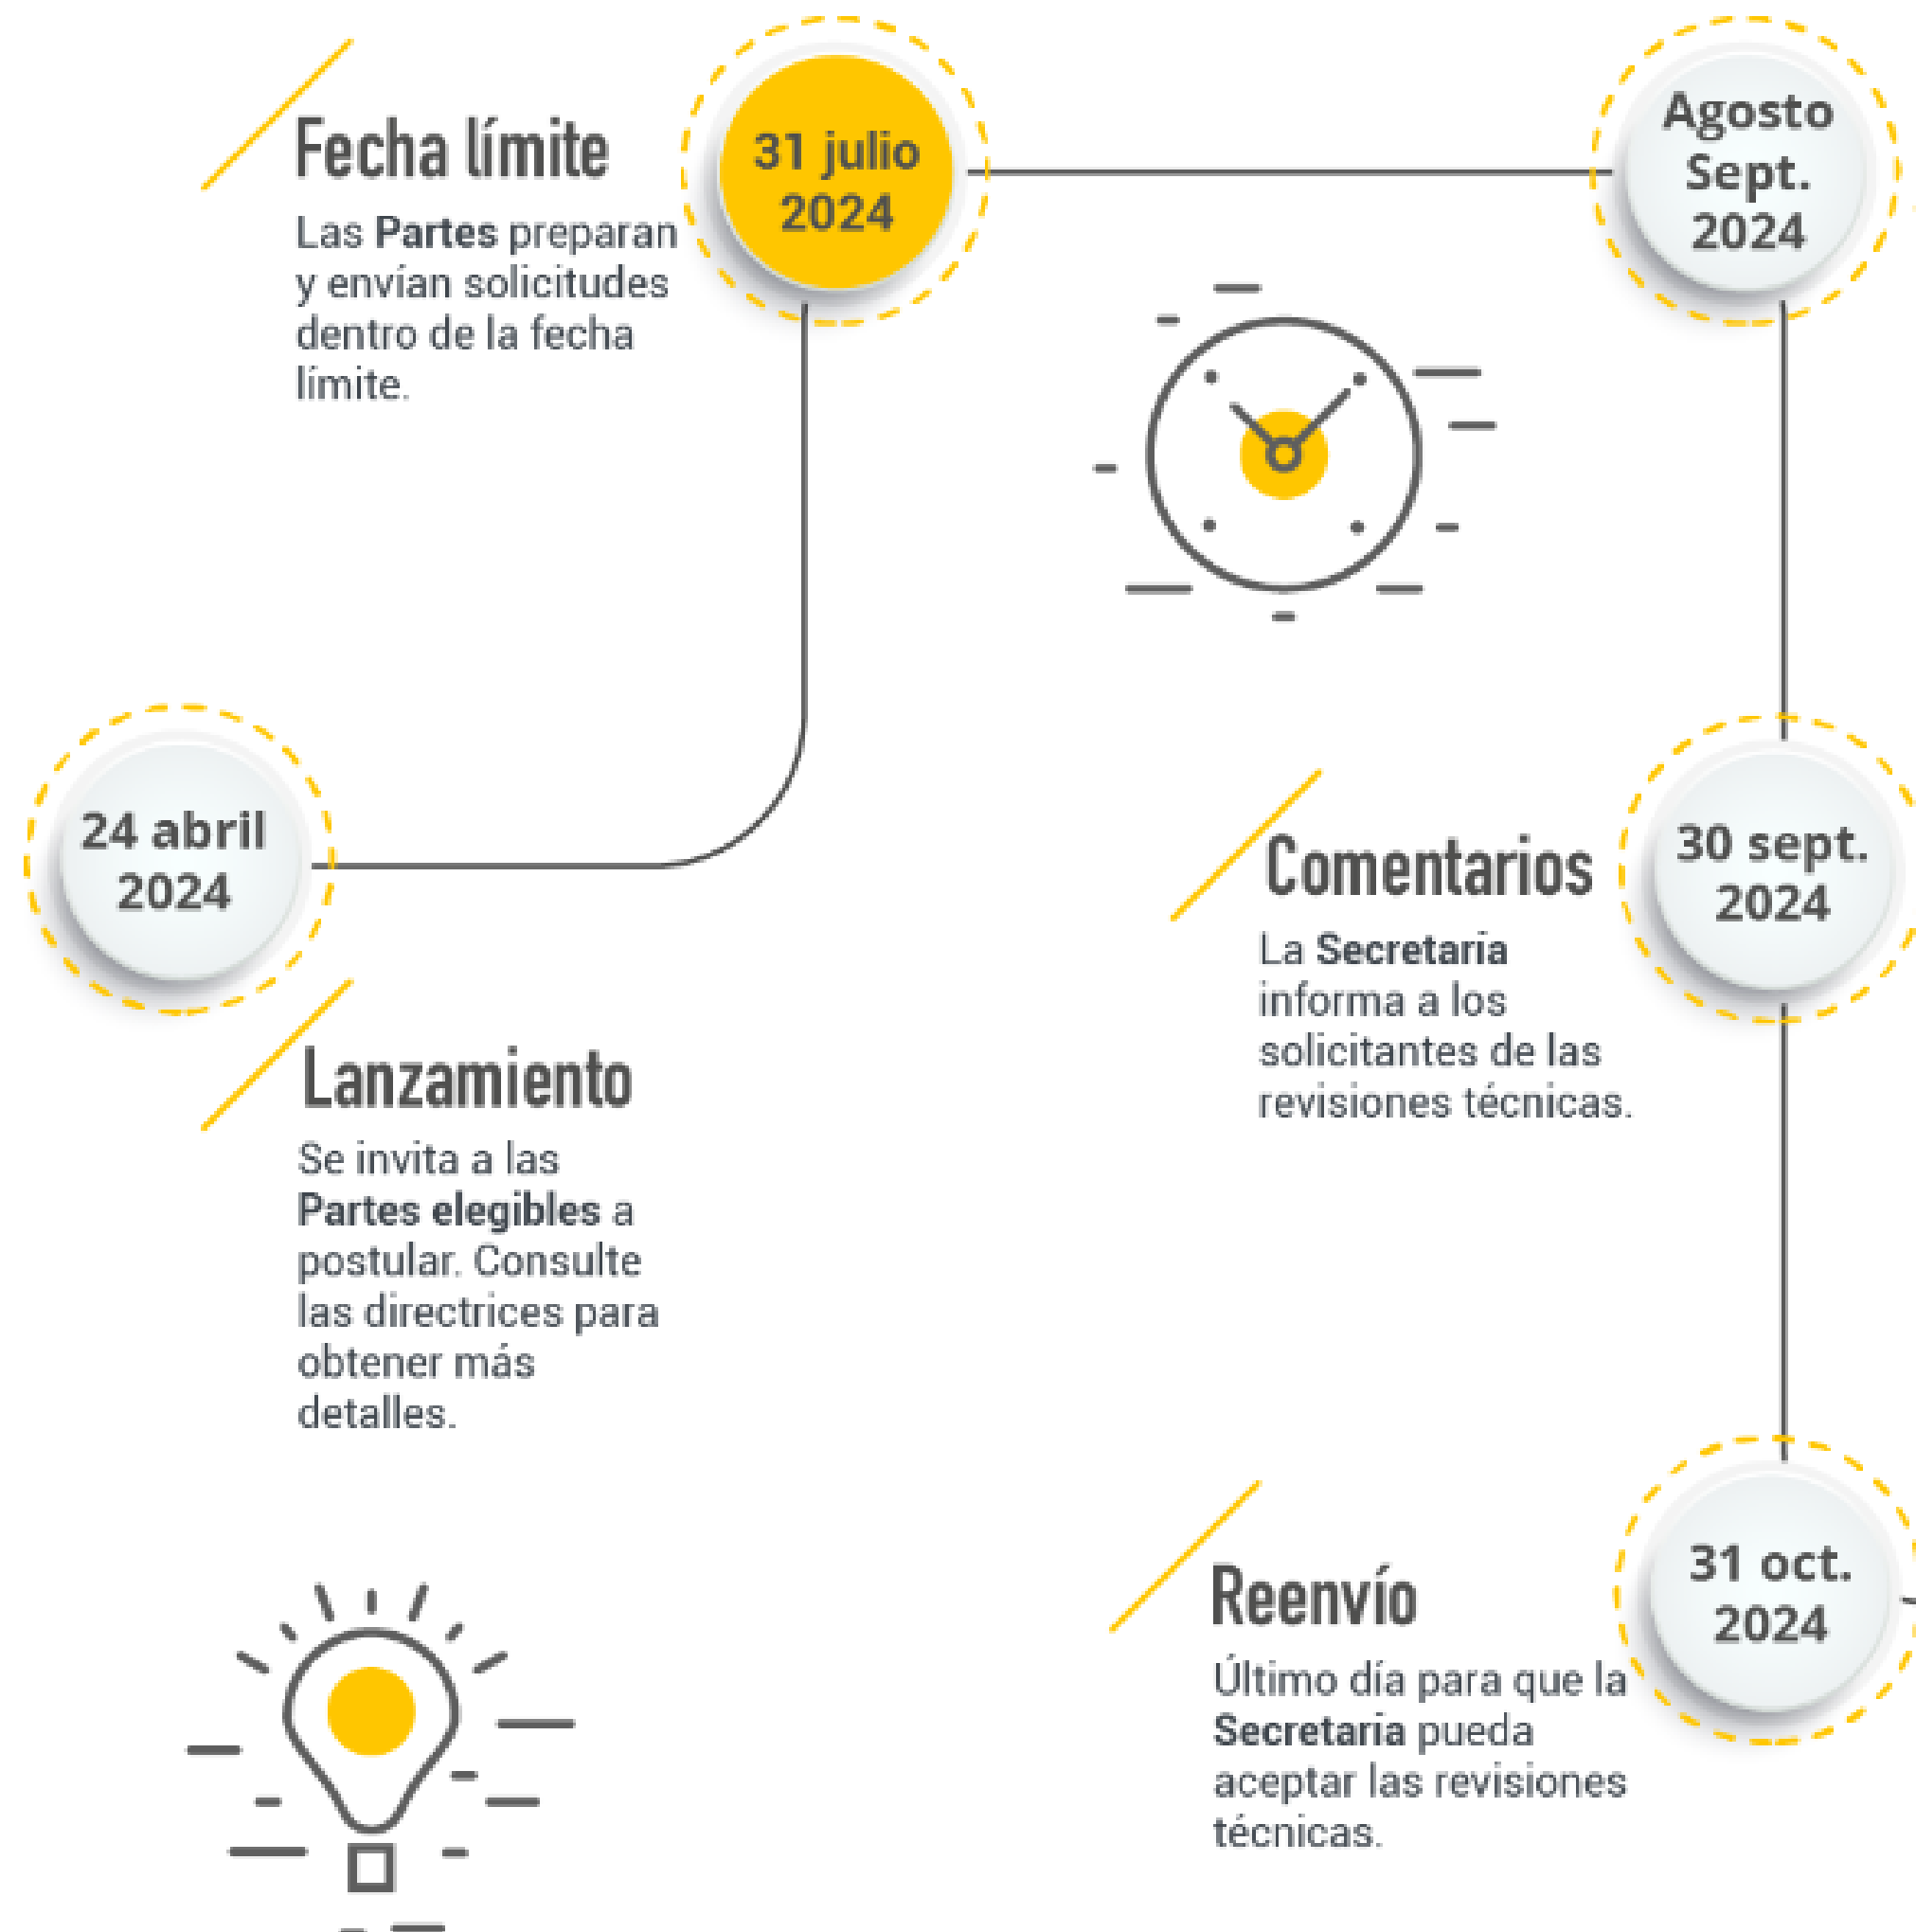 Fecha límite
Las Partes preparan
y envían solicitudes
dentro de la fecha
límite.
31 julio
2024
Agosto
Sept.
2024
24 abril
2024
Lanzamiento
Se invita a las
Partes elegibles a
postular. Consulte
las directrices para
obtener más
detalles.
Comentarios
La Secretaria
informa a los
solicitantes de las
revisiones técnicas.
30 sept.
2024
Reenvío
Último día para que la
Secretaria pueda
aceptar las revisiones
técnicas.
31 oct.
2024